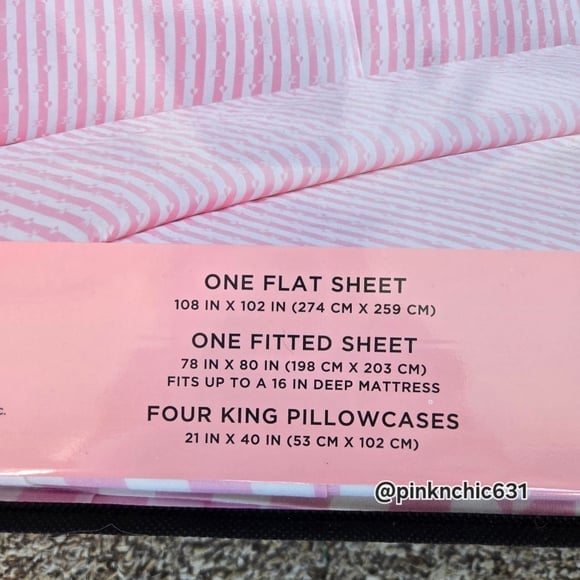 ONE FLAT SHEET
108 IN X 102 IN (274 CM X 259 CM)
ONE FITTED SHEET
78 IN X 80 IN (198 CM X 203 CM)
FITS UP TO A 16 IN DEEP MATTRESS
FOUR KING PILLOWCASES
21 IN X 40 IN (53 CM X 102 CM)
@pinknchic631